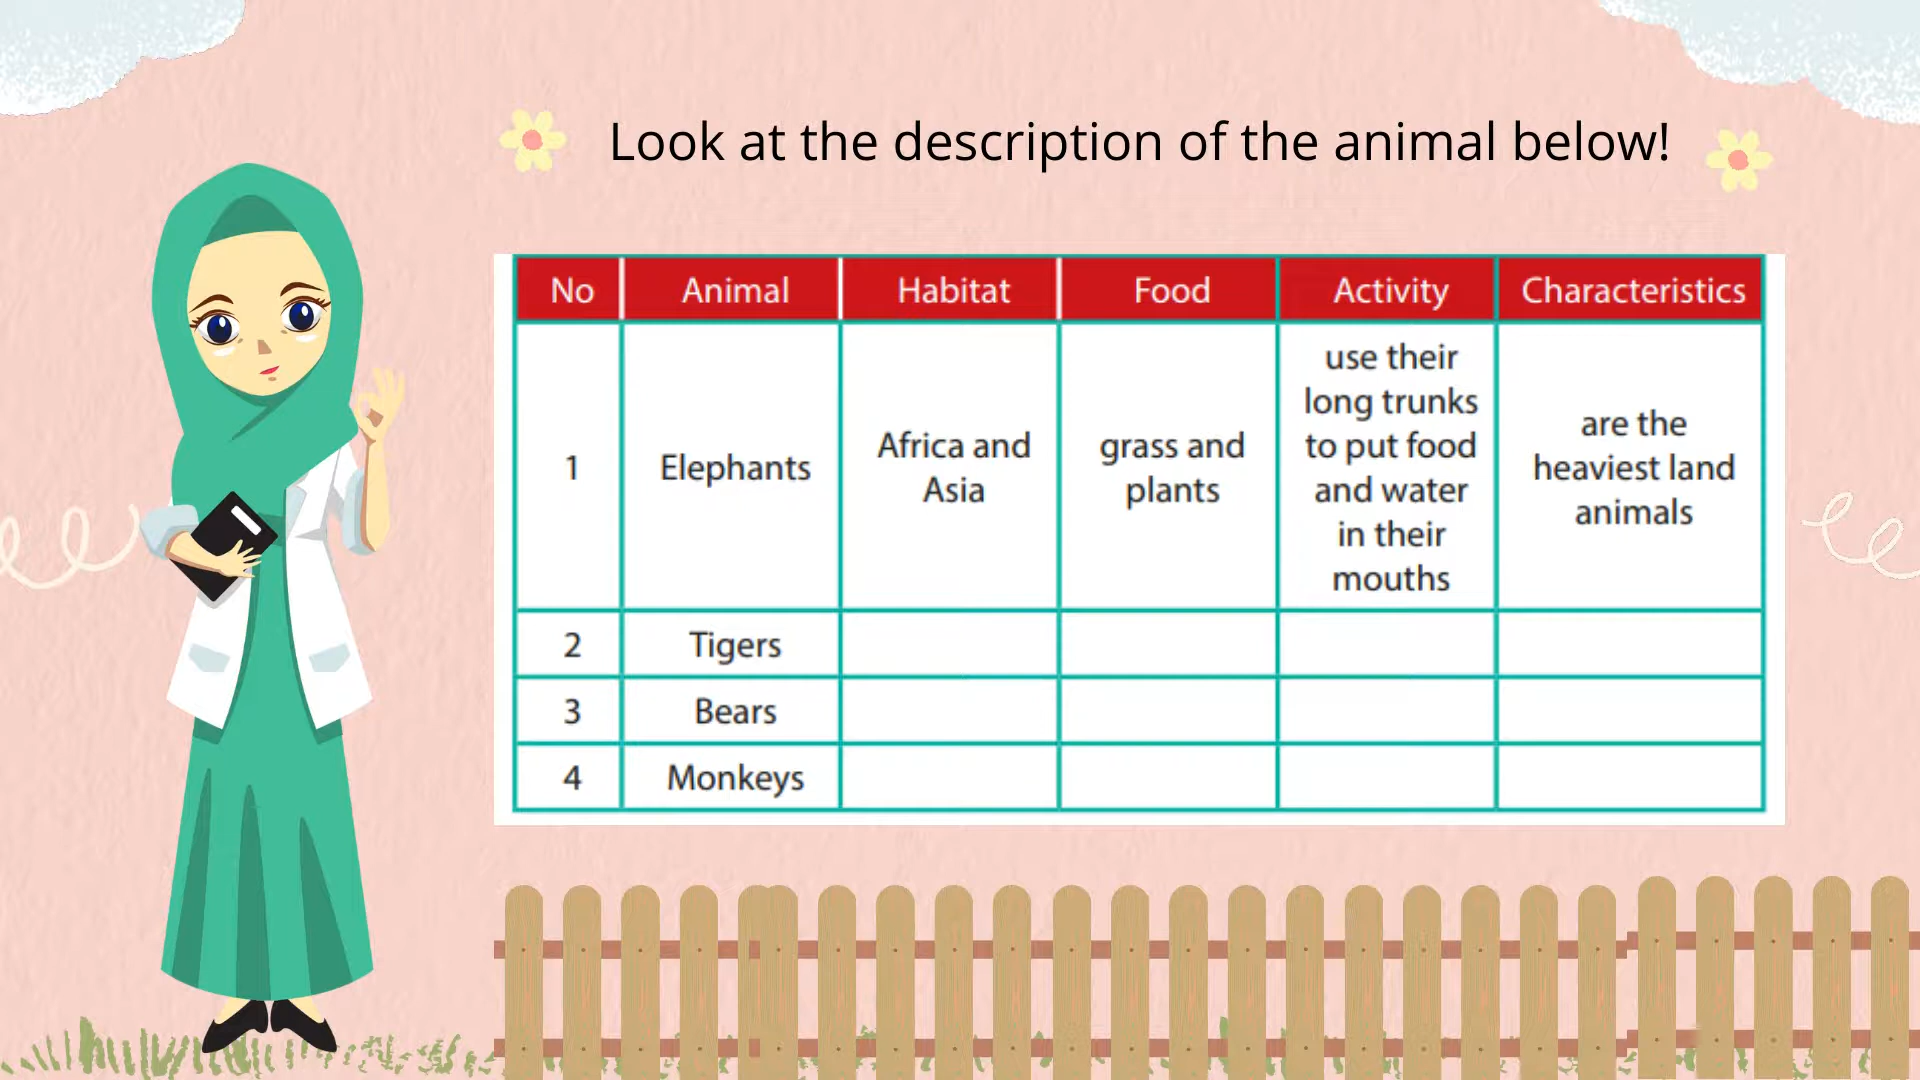 Look at the description of the animal below!
No Animal Habitat Food Activity Characteristics
1 Elephants Africa and Asia grass and plants use their long trunks to put food and water in their mouths are the heaviest land animals
2 Tigers
3 Bears
4 Monkeys